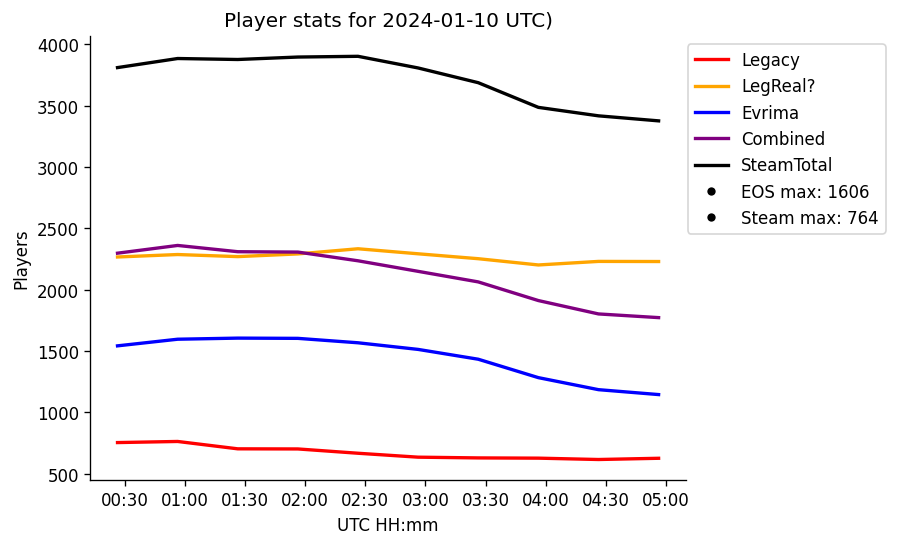 Player stats for 2024-01-10 UTC)
Players
4000
3500
3000
2500
2000
1500
1000
500
00:30 01:00 01:30 02:00 02:30 03:00 03:30 04:00 04:30 05:00
UTC HH:mm
Legacy
LegReal?
Evrima
Combined
SteamTotal
EOS max: 1606
Steam max: 764